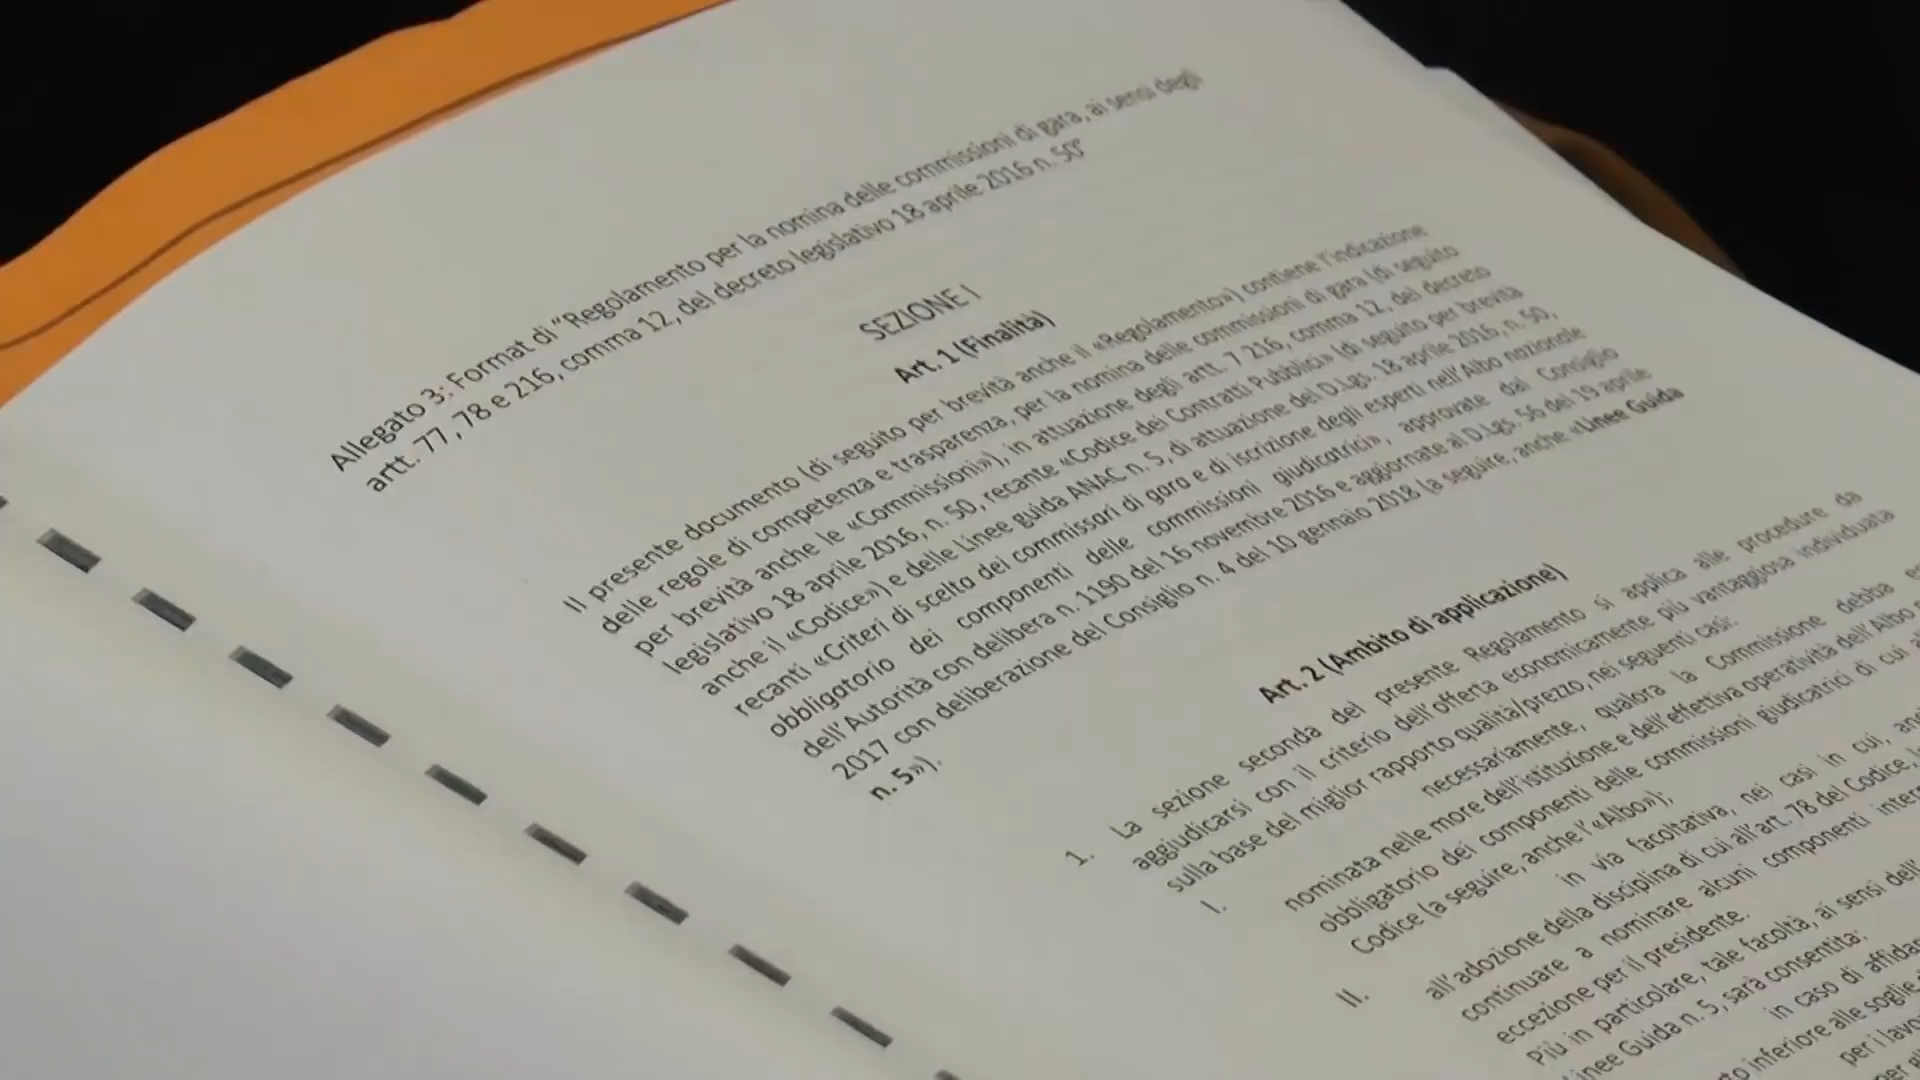 Allegato 3: Format di “Regolamento per la nomina delle commissioni di gara, ai sensi degli
artt. 77, 78 e 216, comma 12, del decreto legislativo 18 aprile 2016 n. 50”
SEZIONE I
Art. 1 (Finalità)
Il presente documento (di seguito per brevità anche il «Regolamento») contiene l’indicazione
delle regole di competenza e trasparenza, per la nomina delle commissioni di gara (di seguito
per brevità anche le «Commissioni»), in attuazione degli artt. 7 216, comma 12, del decreto
legislativo 18 aprile 2016, n. 50, recante «Codice dei Contratti Pubblici» (di seguito per brevità
anche il «Codice») e delle Linee guida ANAC n. 5, di attuazione del D.Lgs. 18 aprile 2016, n. 50,
recanti «Criteri di scelta dei commissari di gara e di iscrizione degli esperti nell’Albo nazionale
obbligatorio dei componenti delle commissioni giudicatrici», approvate dal Consiglio
dell’Autorità con delibera n. 1190 del 16 novembre 2016 e aggiornate al D.Lgs. 56 del 19 aprile
2017 con deliberazione del Consiglio n. 4 del 10 gennaio 2018 (a seguire, anche «Linee Guida
n. 5»).
Art. 2 (Ambito di applicazione)
1. La sezione seconda del presente Regolamento si applica alle procedure da
aggiudicarsi con il criterio dell’offerta economicamente più vantaggiosa individuata
sulla base del miglior rapporto qualità/prezzo, nei seguenti casi:
I. necessariamente, qualora la Commissione debba
nominata nelle more dell’istituzione e dell’effettiva operatività dell’Albo
obbligatorio dei componenti delle commissioni giudicatrici di cui
Codice (a seguire, anche l’«Albo»);
II. in via facoltativa, nei casi in cui,
all’adozione della disciplina di cui all’art. 78 del Codice,
continuare a nominare alcuni componenti
eccezione per il presidente.
Più in particolare, tale facoltà, ai sensi
Linee Guida n. 5, sarà consentita:
in caso di
inferiore alle soglie
per i